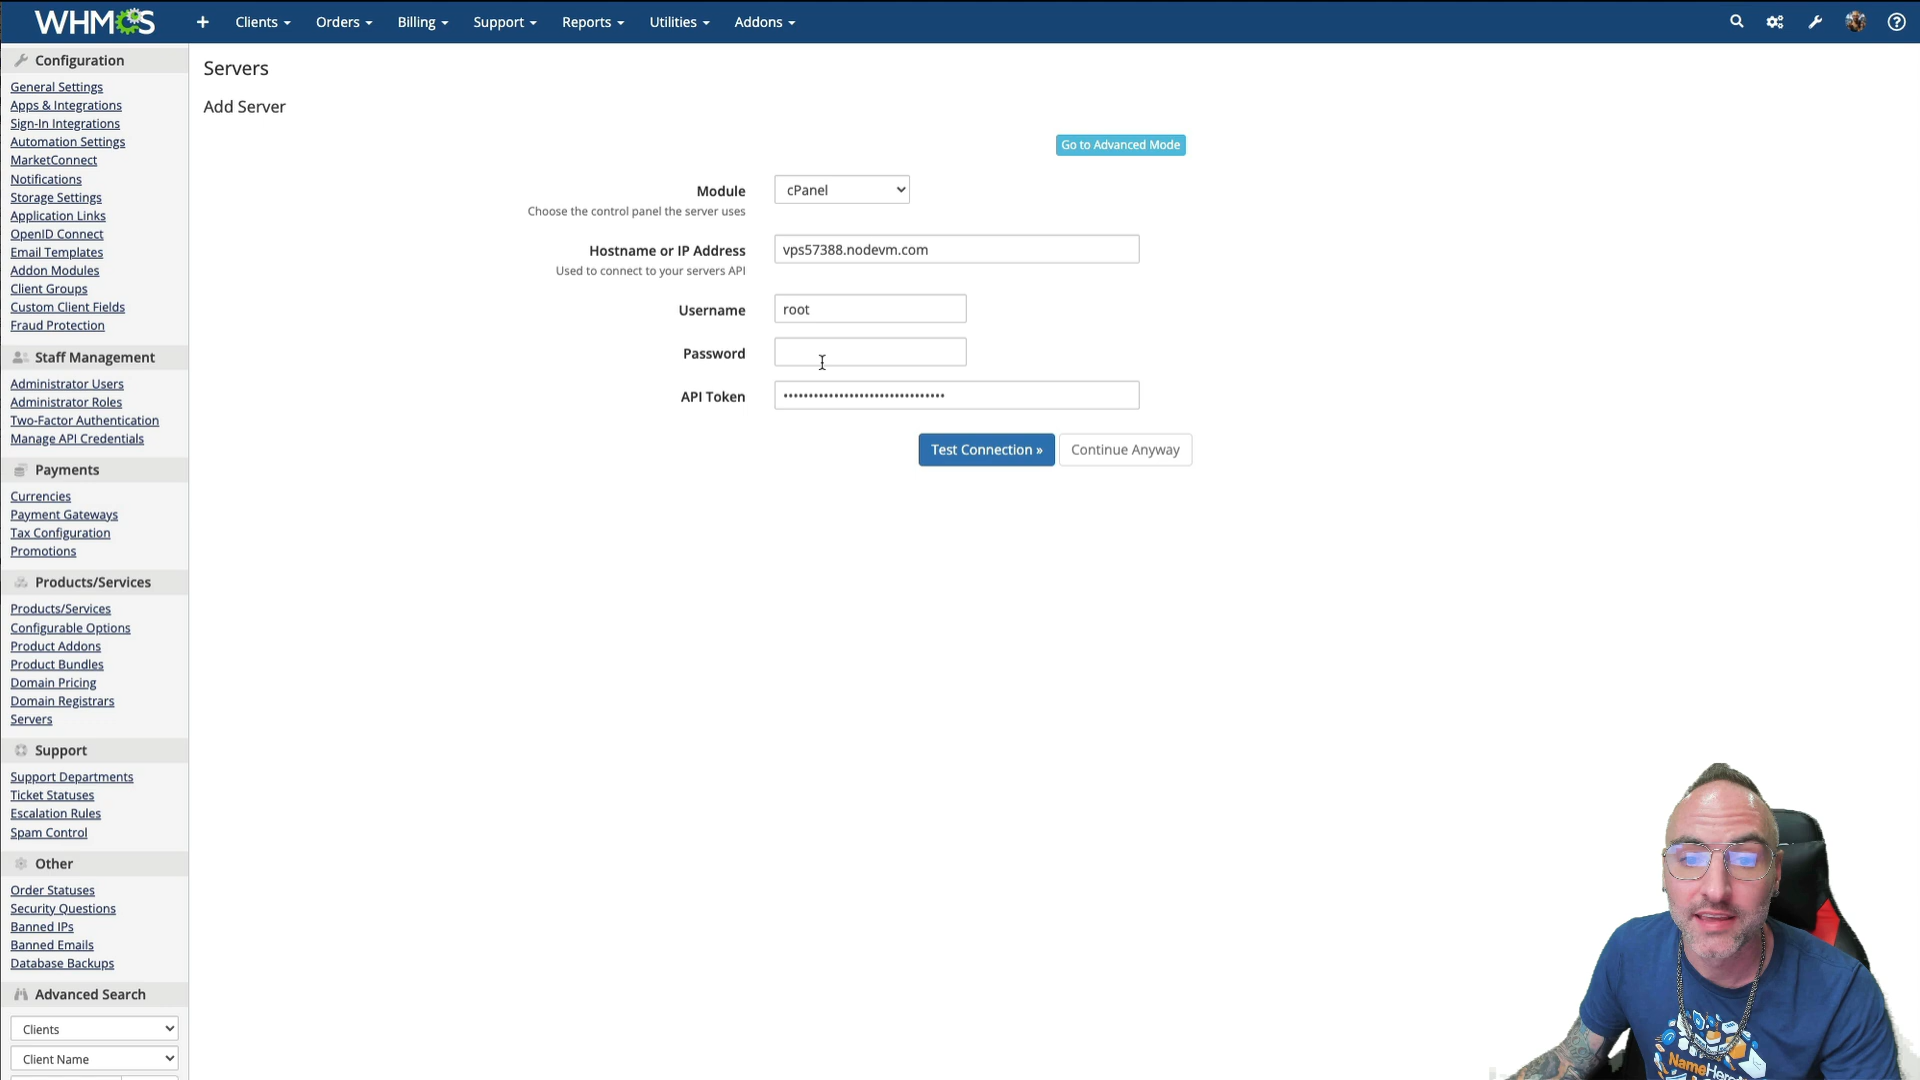 WHMCS
Clients
Orders
Billing
Support
Reports
Utilities
Addons
Configuration
General Settings
Apps & Integrations
Sign-In Integrations
Automation Settings
MarketConnect
Notifications
Storage Settings
Application Links
OpenID Connect
Email Templates
Addon Modules
Client Groups
Custom Client Fields
Fraud Protection
Staff Management
Administrator Users
Administrator Roles
Two-Factor Authentication
Manage API Credentials
Payments
Currencies
Payment Gateways
Tax Configuration
Promotions
Products/Services
Products/Services
Configurable Options
Product Addons
Product Bundles
Domain Pricing
Domain Registrars
Servers
Support
Support Departments
Ticket Statuses
Escalation Rules
Spam Control
Other
Order Statuses
Security Questions
Banned IPs
Banned Emails
Database Backups
Advanced Search
Clients
Client Name
Servers
Add Server
Go to Advanced Mode
Module
cPanel
Choose the control panel the server uses
Hostname or IP Address
vps57388.nodevm.com
Used to connect to your servers API
Username
root
Password
API Token
••••••••••••••••••••••••••••••••
Test Connection »
Continue Anyway